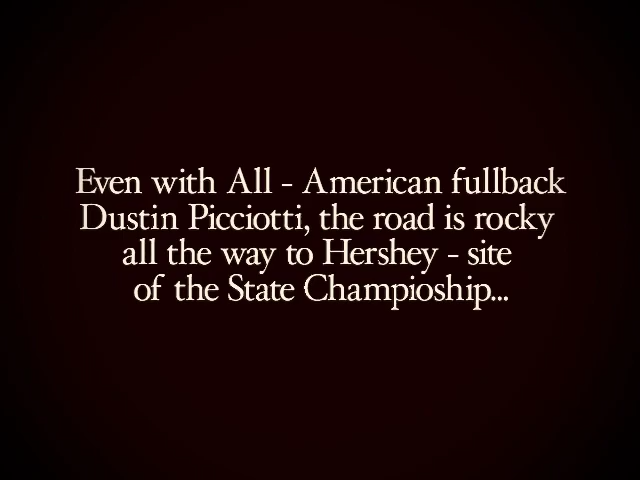 Even with All - American fullback
Dustin Picciotti, the road is rocky
all the way to Hershey - site
of the State Champioship...